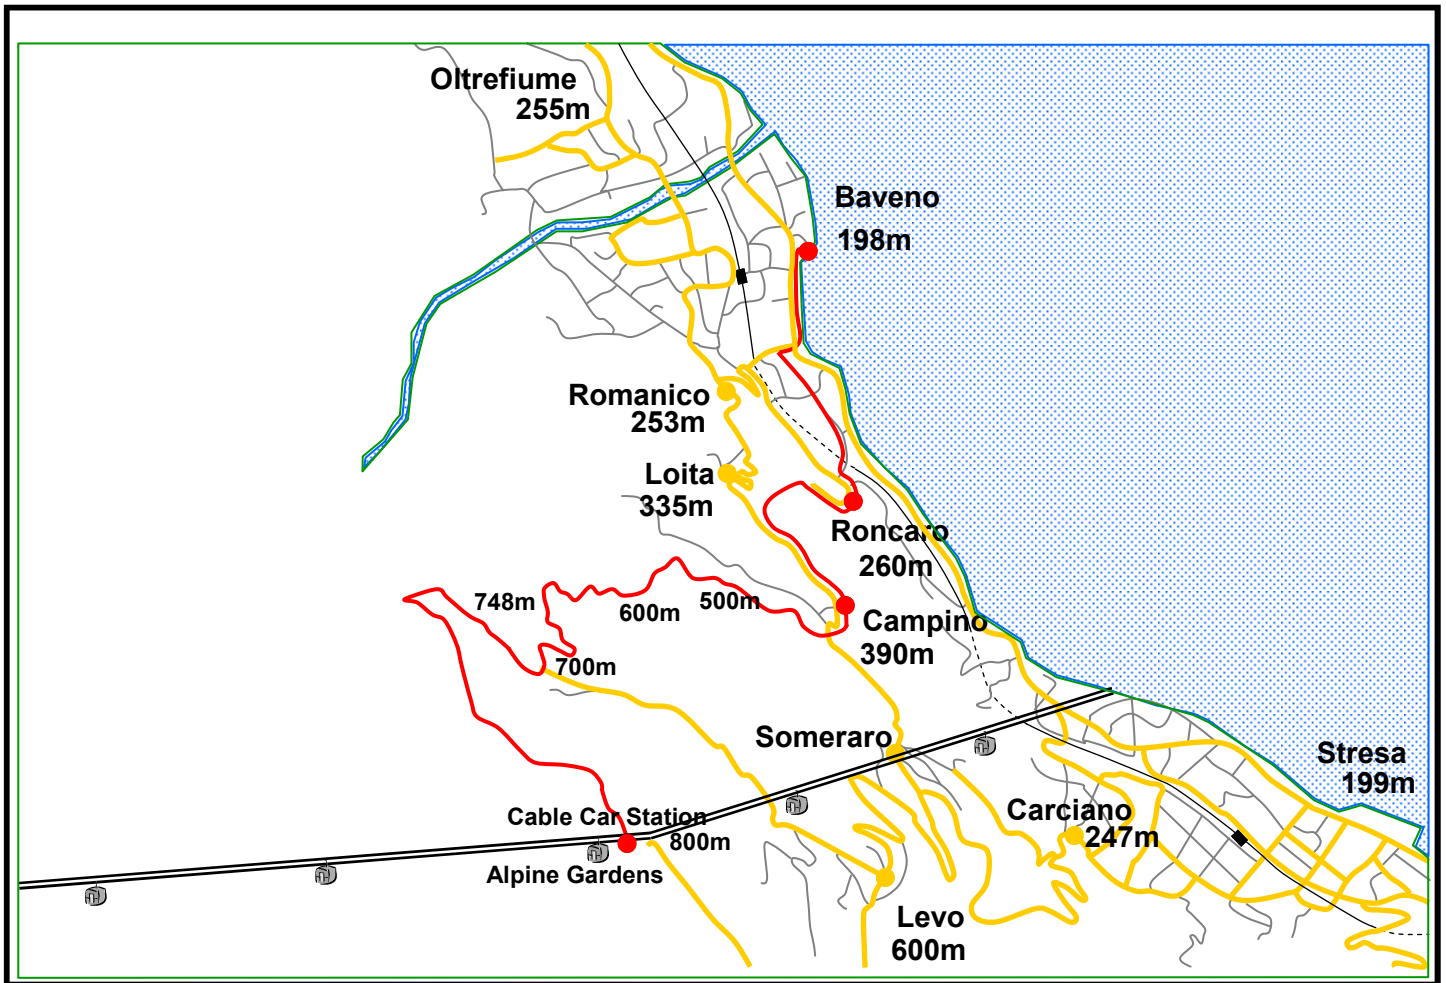 Oltrefiume
255m
Baveno
198m
Romanico
253m
Loita
335m
Roncaro
260m
748m
600m
500m
Campino
390m
700m
Someraro
Stresa
199m
Cable Car Station
800m
Carciano
247m
Alpine Gardens
Levo
600m